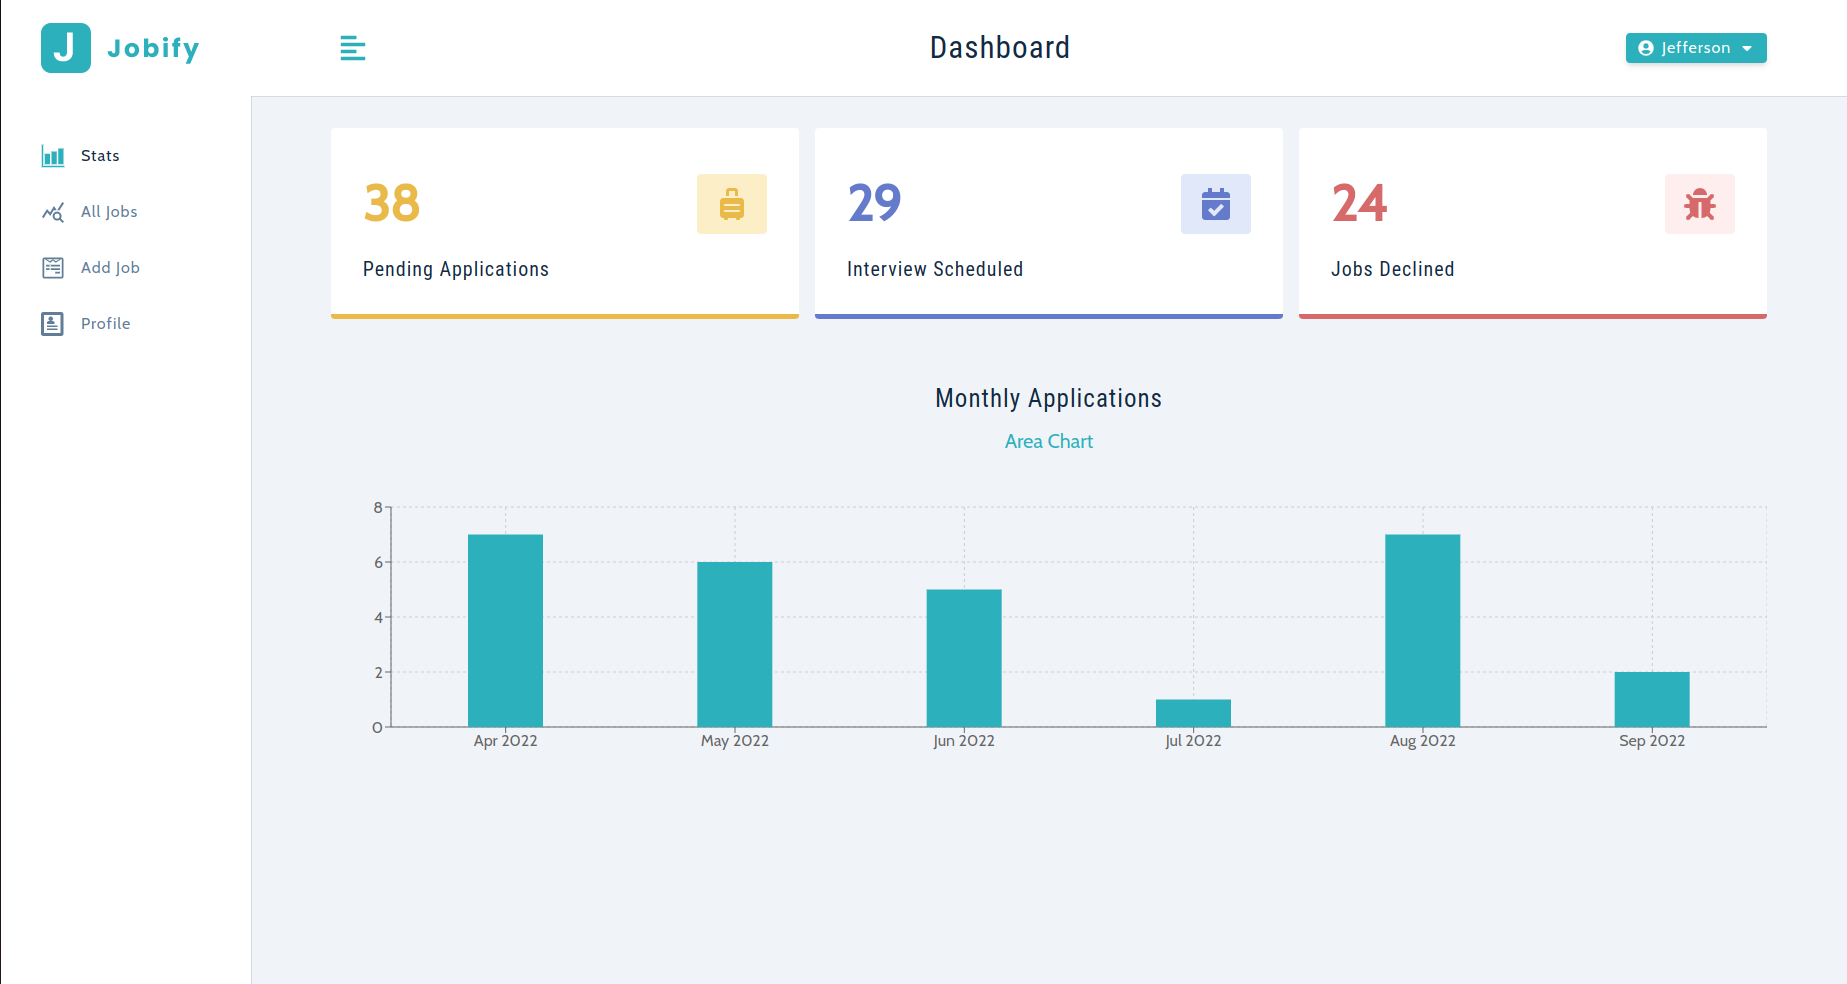 J Jobify
Dashboard
Jefferson
Stats
All Jobs
Add Job
Profile
38
Pending Applications
29
Interview Scheduled
24
Jobs Declined
Monthly Applications
Area Chart
8
6
4
2
0
Apr 2022 May 2022 Jun 2022 Jul 2022 Aug 2022 Sep 2022